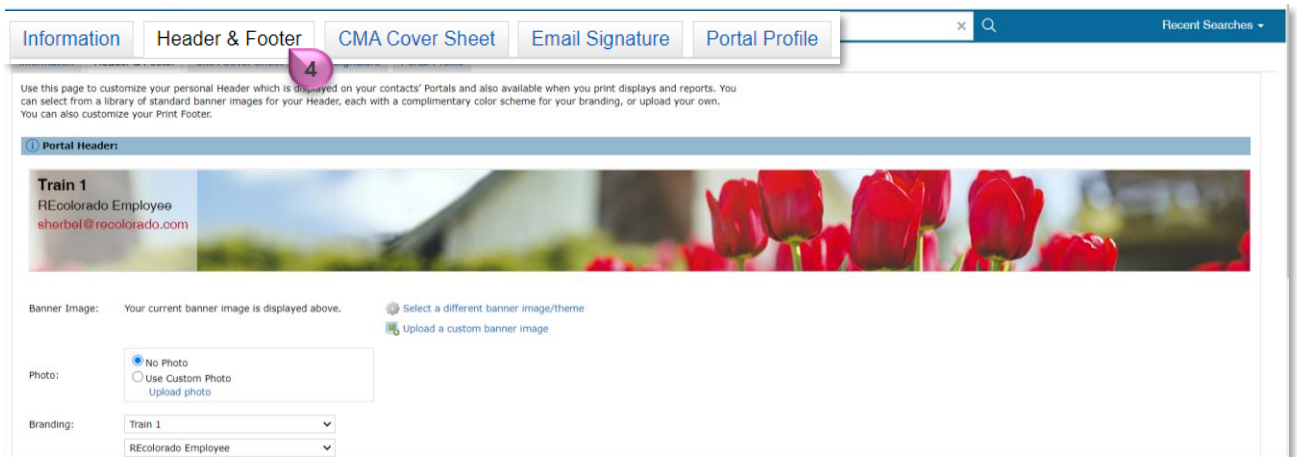 Information Header & Footer CMA Cover Sheet Email Signature Portal Profile
Recent Searches
4
Use this page to customize your personal Header which is displayed on your contacts' Portals and also available when you print displays and reports. You
can select from a library of standard banner images for your Header, each with a complimentary color scheme for your branding, or upload your own.
You can also customize your Print Footer.
Portal Header:
Train 1
REcolorado Employee
sherbel@recolorado.com
Banner Image: Your current banner image is displayed above. Select a different banner image/theme
Upload a custom banner image
No Photo
Photo: Use Custom Photo
Upload photo
Branding: Train 1
REcolorado Employee